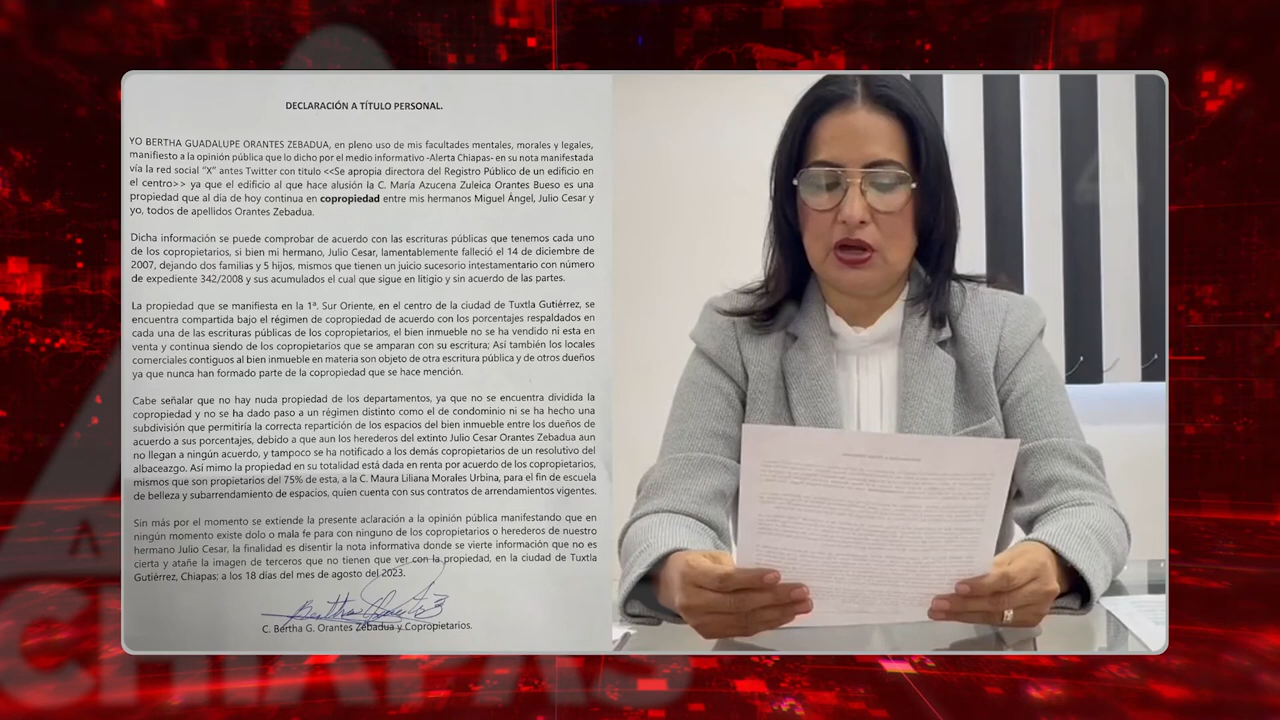 DECLARACIÓN A TÍTULO PERSONAL.
YO BERTHA GUADALUPE ORANTES ZEBADUA, en pleno uso de mis facultades mentales, morales y legales,
manifiesto a la opinión pública que lo dicho por el medio informativo -Alerta Chiapas- en su nota manifestada
vía la red social "X" antes Twitter con titulo <<Se apropia directora del Registro Público de un edificio en
el centro>> ya que el edificio al que hace alusión la C. María Azucena Zuleica Orantes Bueso es una
propiedad que al día de hoy continua en copropiedad entre mis hermanos Miguel Ángel, Julio Cesar y
yo, todos de apellidos Orantes Zebadua.
Dicha información se puede comprobar de acuerdo con las escrituras públicas que tenemos cada uno
de los copropietarios, si bien mi hermano, Julio Cesar, lamentablemente falleció el 14 de diciembre de
2007, dejando dos familias y 5 hijos, mismos que tienen un juicio sucesorio intestamentario con número
de expediente 342/2008 y sus acumulados el cual que sigue en litigio y sin acuerdo de las partes.
La propiedad que se manifiesta en la 1ª. Sur Oriente, en el centro de la ciudad de Tuxtla Gutiérrez, se
encuentra compartida bajo el régimen de copropiedad de acuerdo con los porcentajes respaldados en
cada una de las escrituras públicas de los copropietarios, el bien inmueble no se ha vendido ni esta en
venta y continua siendo de los copropietarios que se amparan con su escritura; Así también los locales
comerciales contiguos al bien inmueble en materia son objeto de otra escritura pública y de otros dueños
ya que nunca han formado parte de la copropiedad que se hace mención.
Cabe señalar que no hay nuda propiedad de los departamentos, ya que no se encuentra dividida la
copropiedad y no se ha dado paso a un régimen distinto como el de condominio ni se ha hecho una
subdivisión que permitiría la correcta repartición de los espacios del bien inmueble entre los dueños de
acuerdo a sus porcentajes, debido a que aun los herederos del extinto Julio Cesar Orantes Zebadua aun
no llegan a ningún acuerdo, y tampoco se ha notificado a los demás copropietarios de un resolutivo del
albaceazgo. Así mimo la propiedad en su totalidad está dada en renta por acuerdo de los copropietarios,
mismos que son propietarios del 75% de esta, a la C. Maura Liliana Morales Urbina, para el fin de escuela
de belleza y subarrendamiento de espacios, quien cuenta con sus contratos de arrendamientos vigentes.
Sin más por el momento se extiende la presente aclaración a la opinión pública manifestando que en
ningún momento existe dolo o mala fe para con ninguno de los copropietarios o herederos de nuestro
hermano Julio Cesar, la finalidad es disentir la nota informativa donde se vierte información que no es
cierta y atañe la imagen de terceros que no tienen que ver con la propiedad, en la ciudad de Tuxtla
Gutiérrez, Chiapas; a los 18 días del mes de agosto del 2023.
C. Bertha G. Orantes Zebadua y Copropietarios.
CHIAPAS